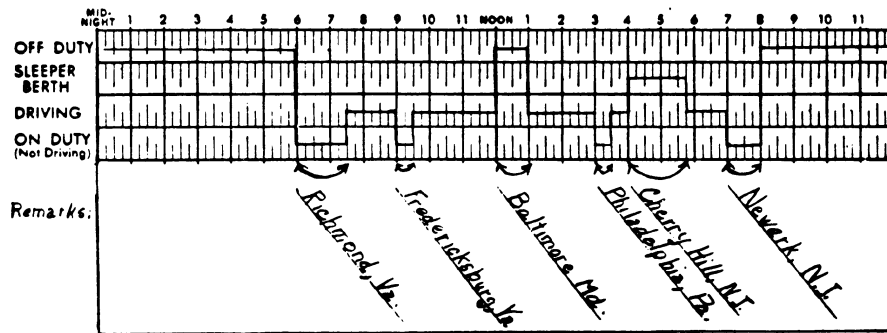 MID-NIGHT 1 2 3 4 5 6 7 8 9 10 11 NOON 1 2 3 4 5 6 7 8 9 10 11
OFF DUTY
SLEEPER
BERTH
DRIVING
ON DUTY
(Not Driving)
Remarks:
Richmond, Va.
Fredericksburg, Va
Baltimore Md.
Philadelphia, Pa.
Cherry Hill, N.J.
Newark, N.J.